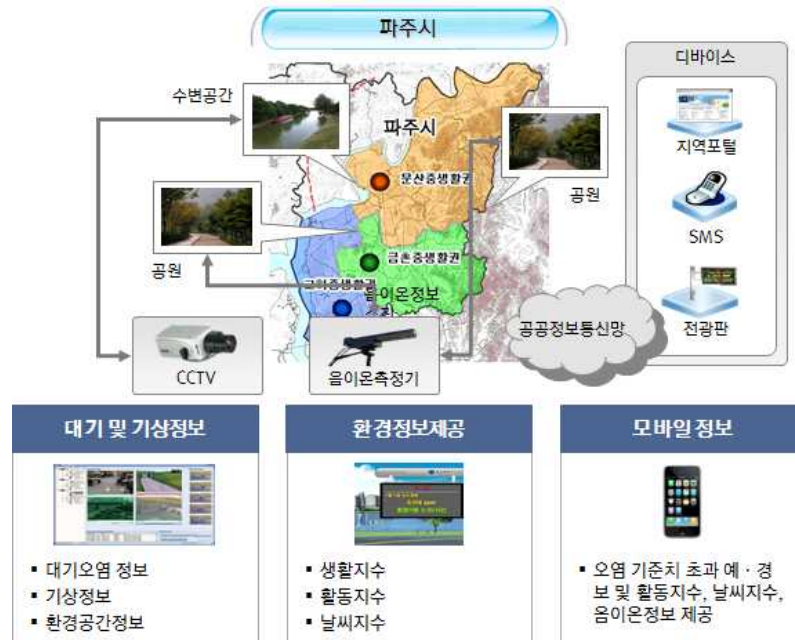 파주시
디바이스
수변공간
파주시
지역포털
공원
문산중생활권
SMS
공원
금촌중생활권
음이온정보
공공정보통신망
전광판
CCTV
음이온측정기
대기 및 기상정보
환경정보제공
모바일 정보
▪ 대기오염 정보
▪ 기상정보
▪ 환경공간정보
▪ 생활지수
▪ 활동지수
▪ 날씨지수
▪ 오염 기준치 초과 예 · 경
보 및 활동지수, 날씨지수,
음이온정보 제공